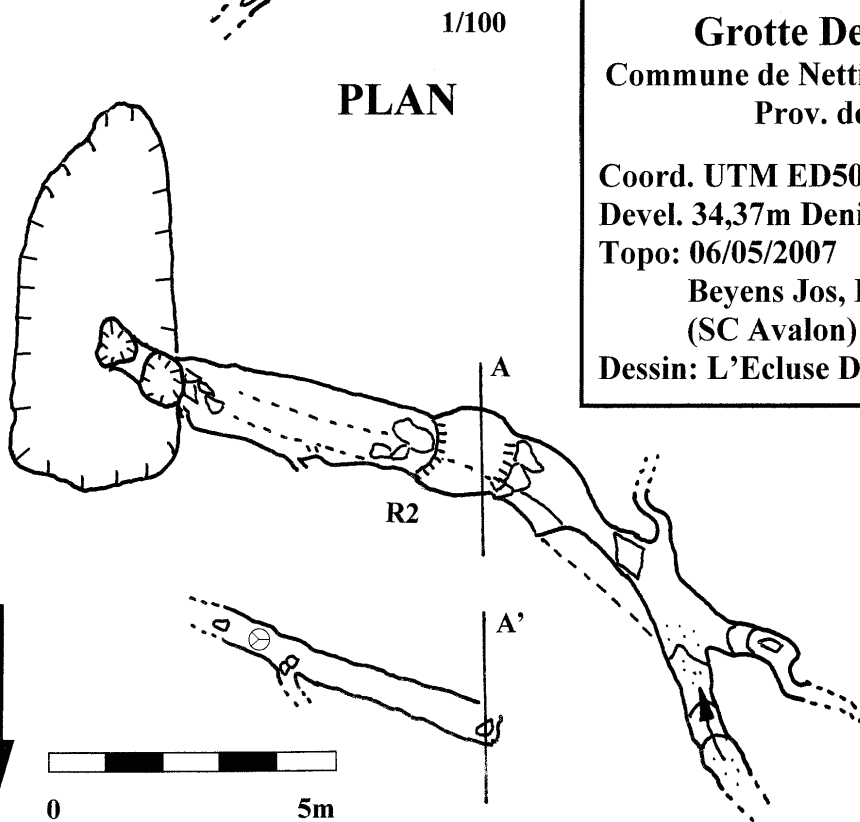 1/100
PLAN
Grotte De
Commune de Netti
Prov. de
Coord. UTM ED50
Devel. 34,37m Deni
Topo: 06/05/2007
Beyens Jos,
(SC Avalon)
Dessin: L'Ecluse D
A
R2
A'
0 5m